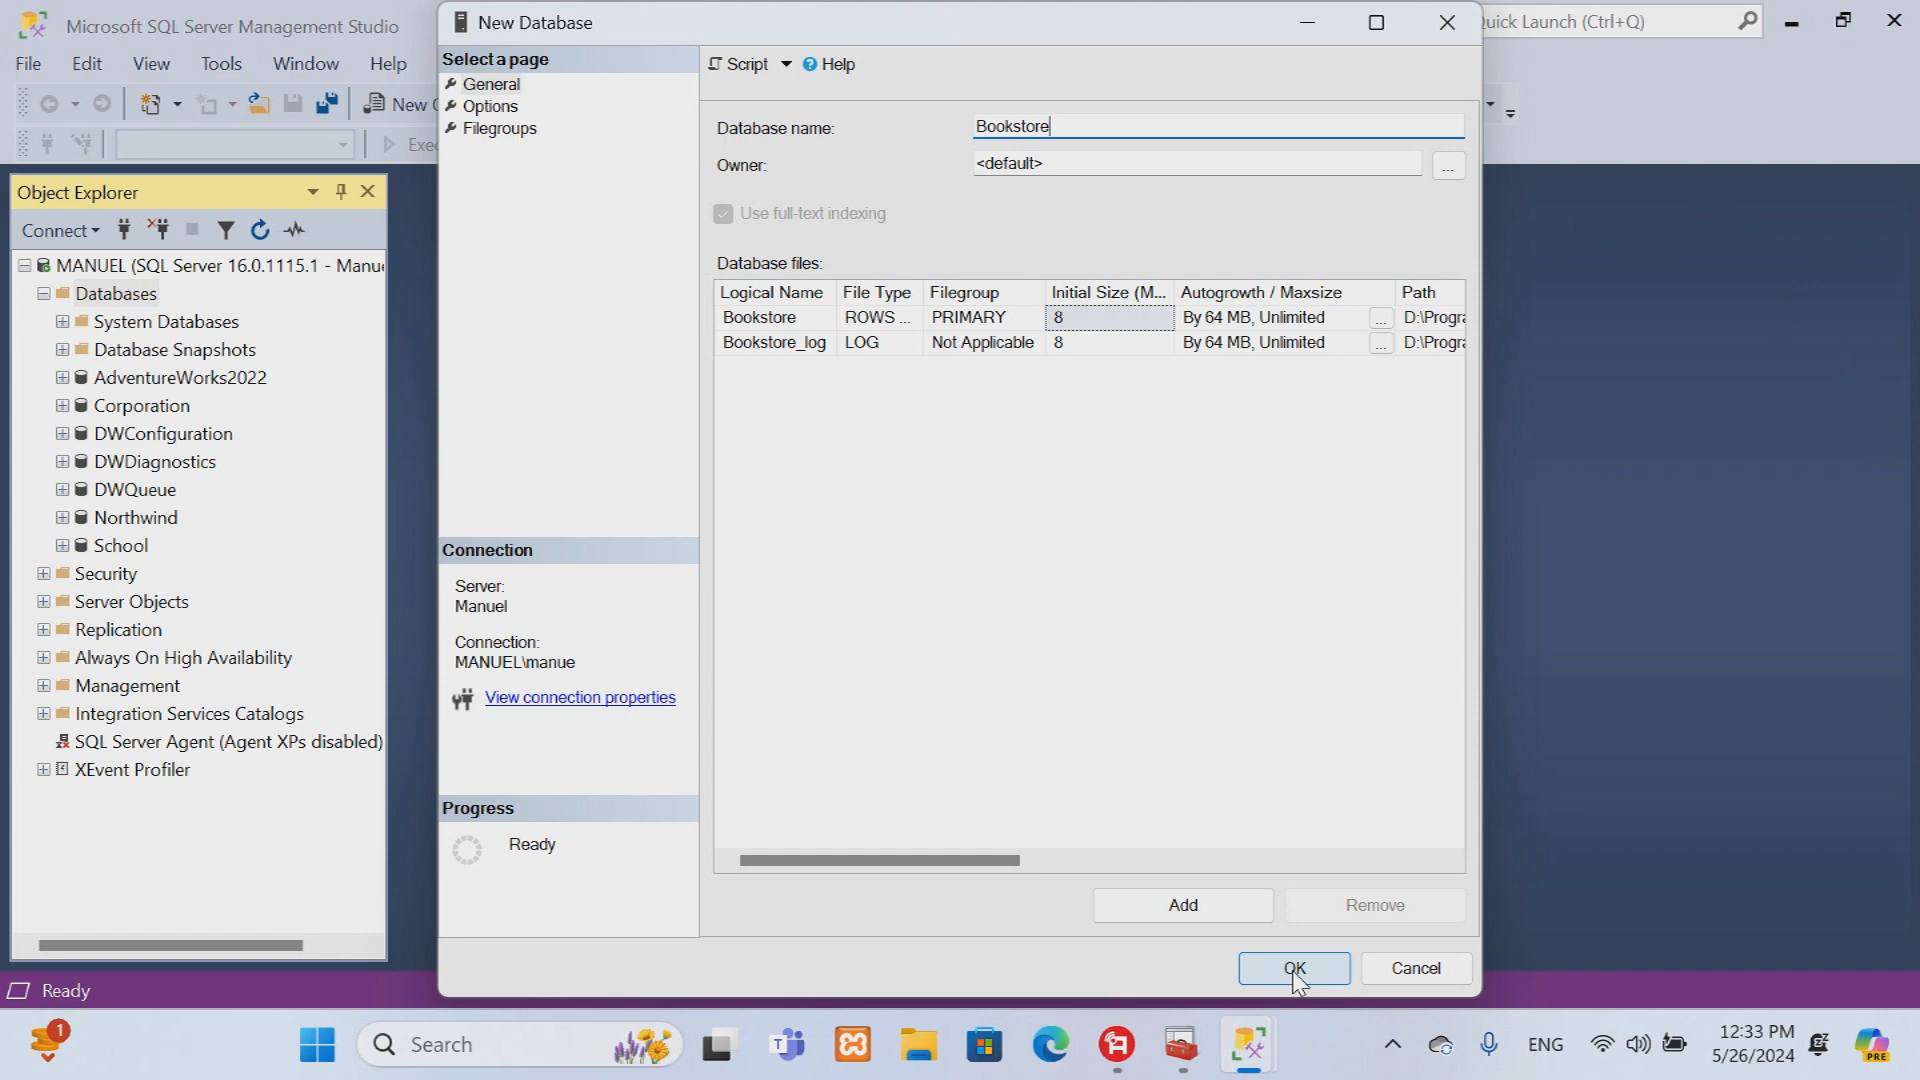 Microsoft SQL Server Management Studio
Quick Launch (Ctrl+Q)
File Edit View Tools Window Help
New
Exec
Object Explorer
Connect
MANUEL (SQL Server 16.0.1115.1 - Manue
Databases
System Databases
Database Snapshots
AdventureWorks2022
Corporation
DWConfiguration
DWDiagnostics
DWQueue
Northwind
School
Security
Server Objects
Replication
Always On High Availability
Management
Integration Services Catalogs
SQL Server Agent (Agent XPs disabled)
XEvent Profiler
Ready
New Database
Select a page
General
Options
Filegroups
Connection
Server:
Manuel
Connection:
MANUEL\manue
View connection properties
Progress
Ready
Script Help
Database name: Bookstore
Owner: <default>
...
Use full-text indexing
Database files:
Logical Name File Type Filegroup Initial Size (M... Autogrowth / Maxsize Path
Bookstore ROWS ... PRIMARY 8 By 64 MB, Unlimited ... D:\Progra
Bookstore_log LOG Not Applicable 8 By 64 MB, Unlimited ... D:\Progra
Add Remove
OK Cancel
1
Search
ENG
12:33 PM
5/26/2024
PRE